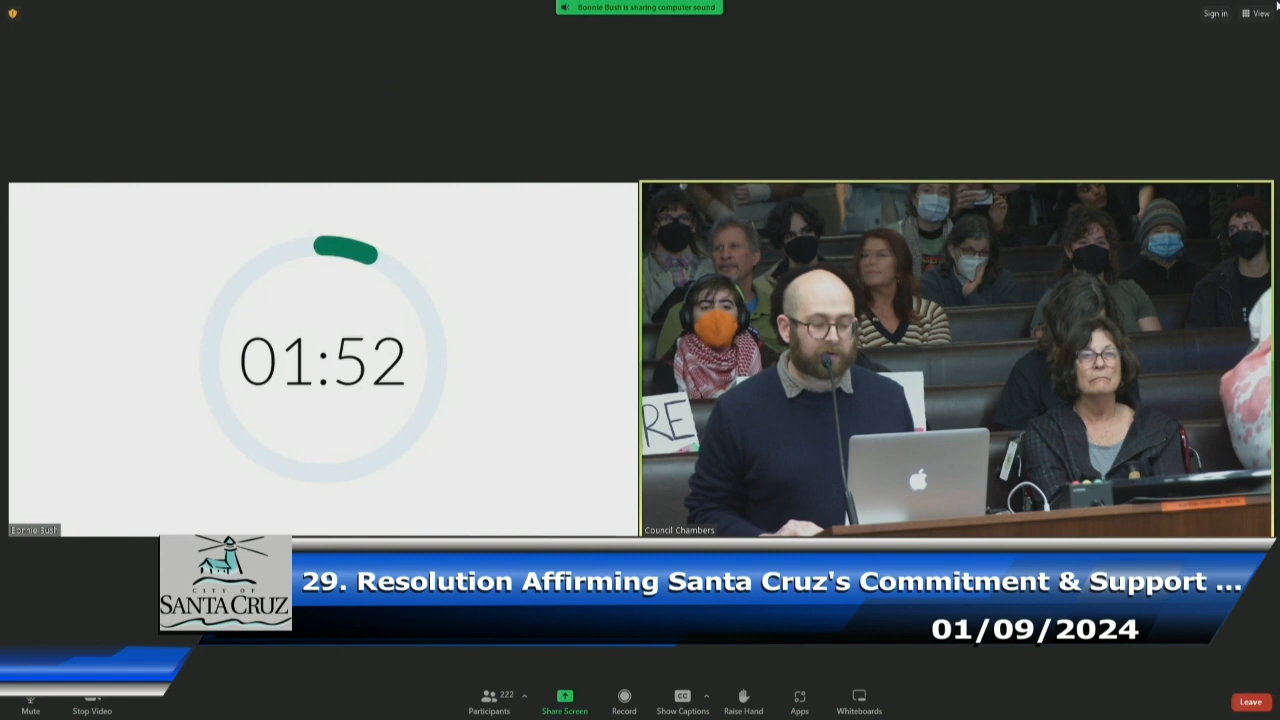 Bonnie Bush is sharing computer sound
Sign in
View
01:52
RE
Bonnie Bush
Council Chambers
CITY OF
SANTA CRUZ
29. Resolution Affirming Santa Cruz's Commitment & Support ...
01/09/2024
Mute
Stop Video
Participants
222
Share Screen
CC
Record
Show Captions
Raise Hand
Apps
Whiteboards
Leave